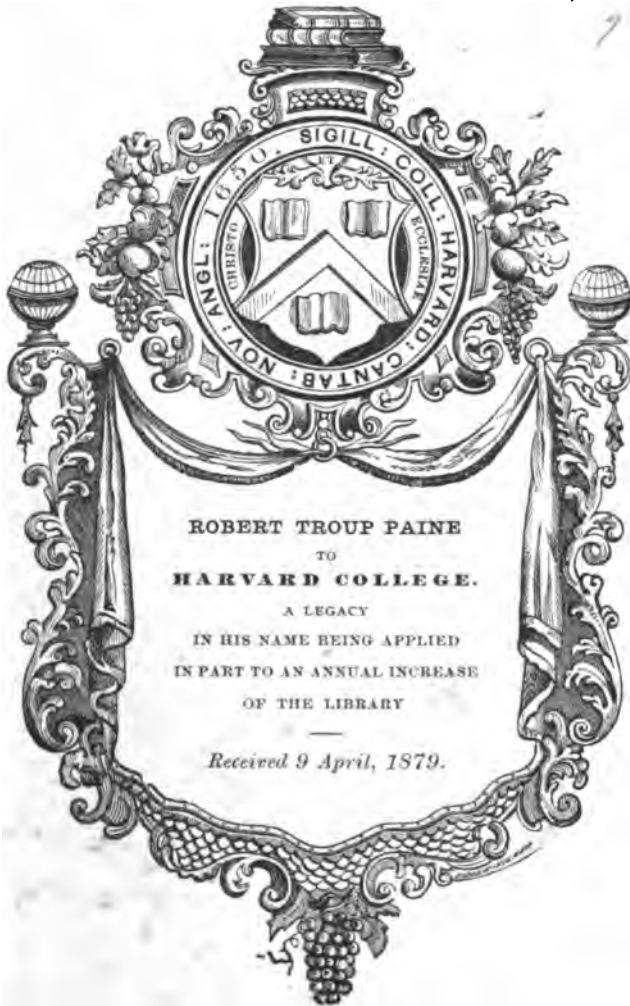 SIGILL: COLL: HARVARD: CANTAB: NOV: ANGL: 1650.
ET
CHRISTO
ECCLESIAE
ROBERT TROUP PAINE
TO
HARVARD COLLEGE.
A LEGACY
IN HIS NAME BEING APPLIED
IN PART TO AN ANNUAL INCREASE
OF THE LIBRARY
Received 9 April, 1879.